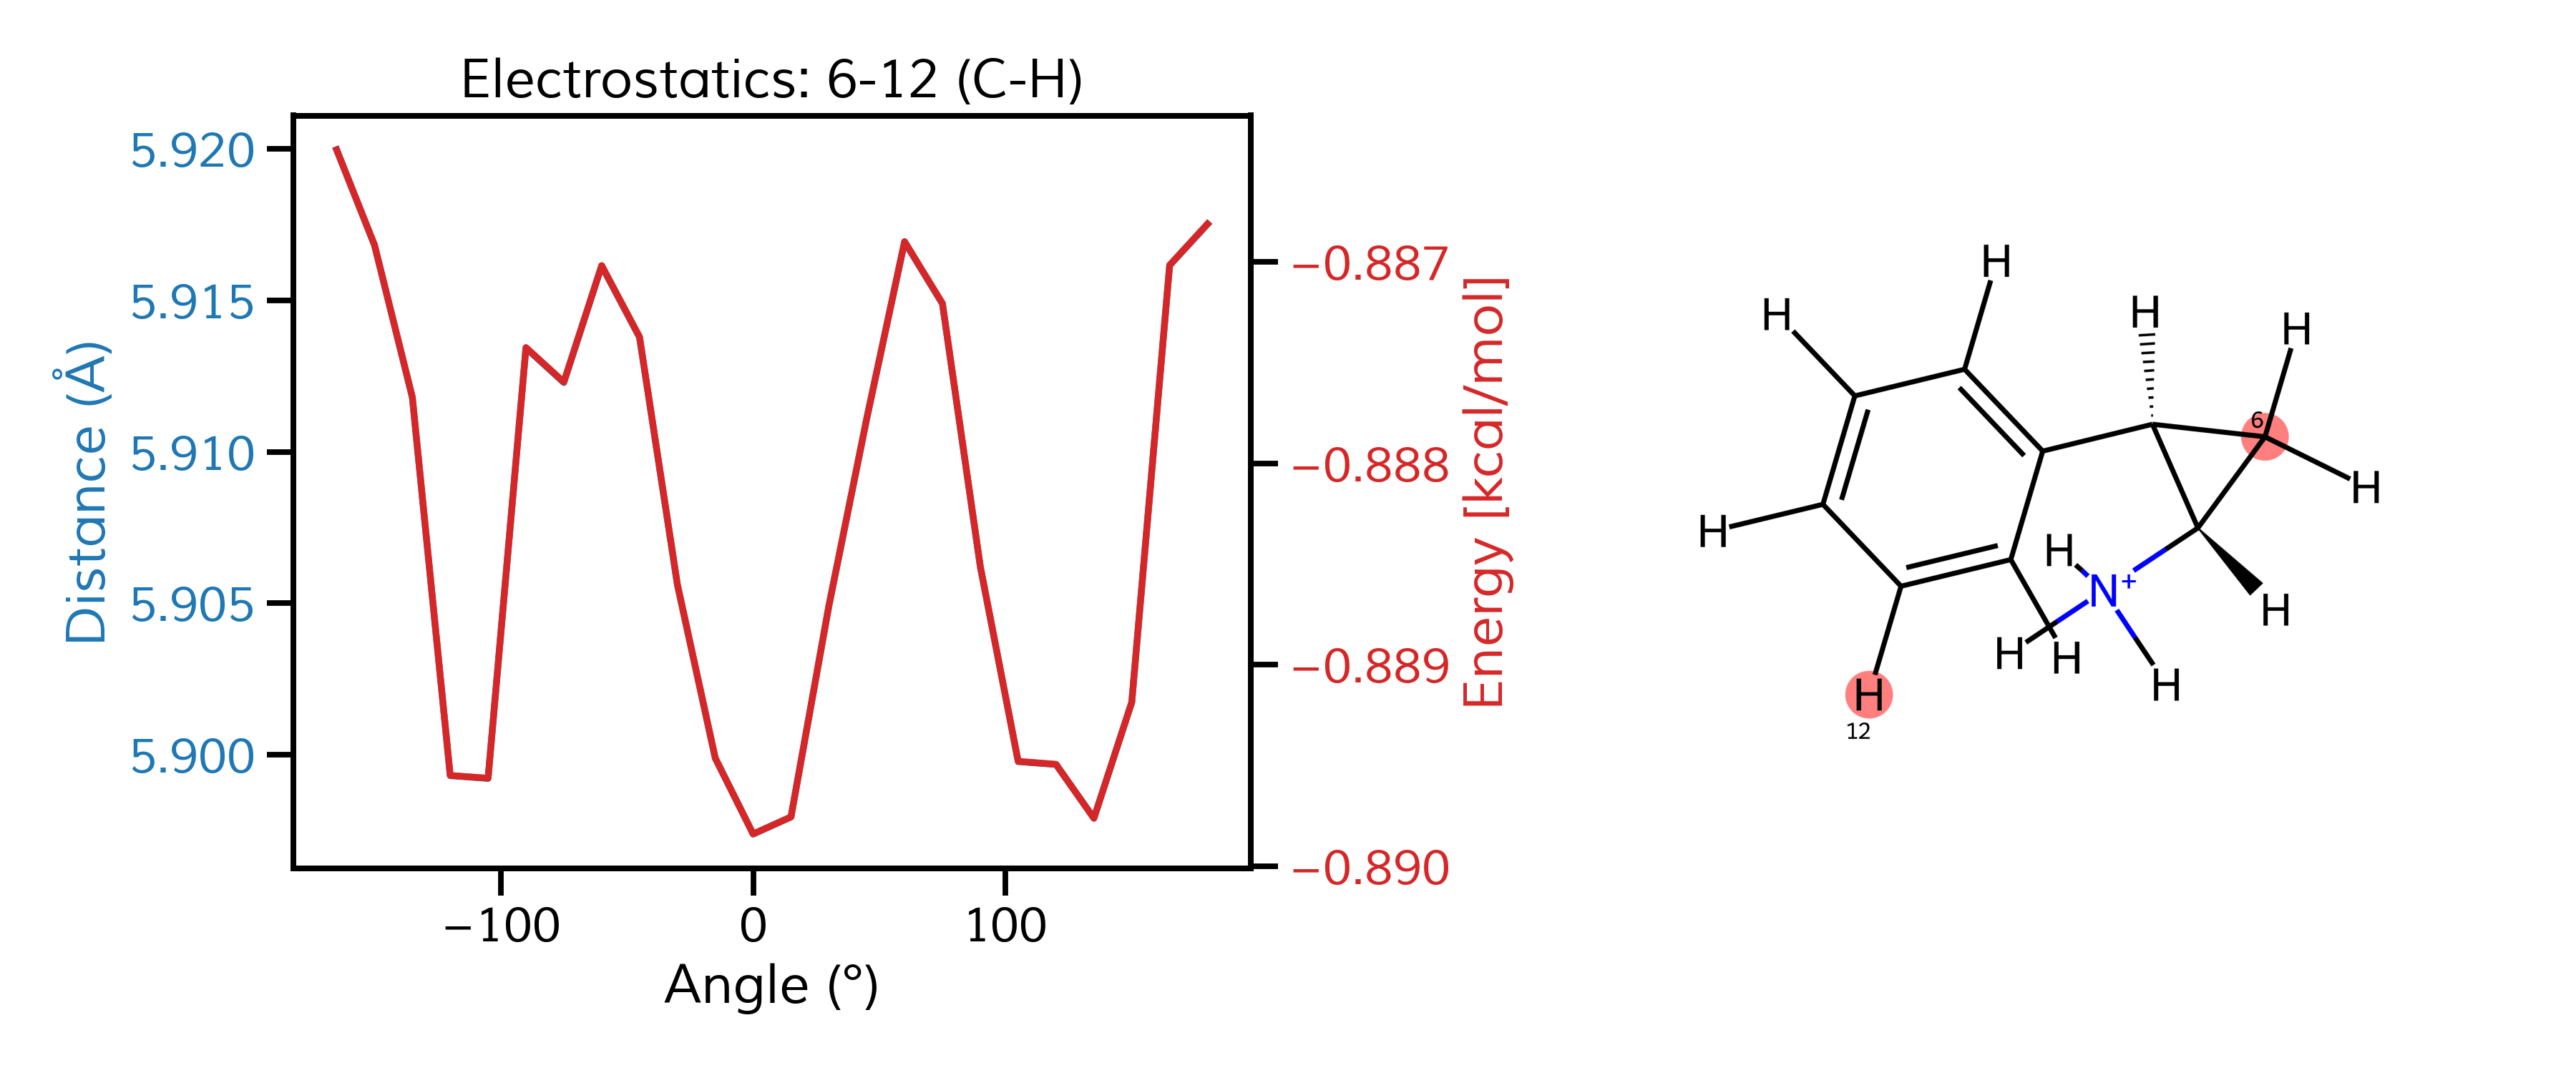 Electrostatics: 6-12 (C-H)
Distance (Å)
5.920
5.915
5.910
5.905
5.900
−100
0
100
Angle (°)
−0.887
−0.888
−0.889
−0.890
Energy [kcal/mol]
H
H
H
H
6
H
H
H
N+
H
H
H
H
H
12